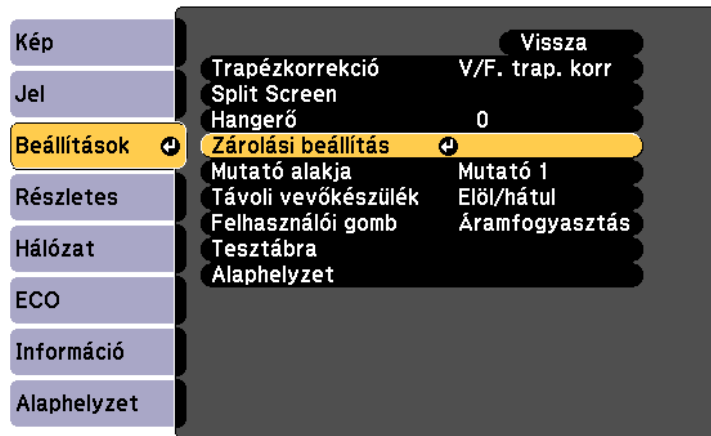 Kép
Jel
Beállítások
Részletes
Hálózat
ECO
Információ
Alaphelyzet
Vissza
Trapézkorrekció V/F. trap. korr
Split Screen
Hangerő 0
Zárolási beállítás
Mutató alakja Mutató 1
Távoli vevőkészülék Elöl/hátul
Felhasználói gomb Áramfogyasztás
Tesztábra
Alaphelyzet